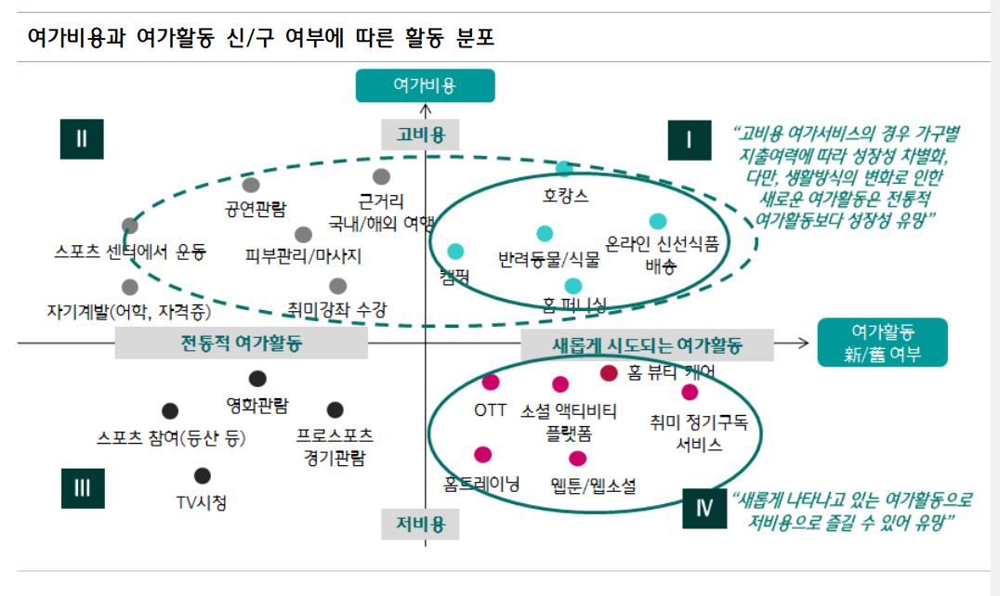 여가비용과 여가활동 신/구 여부에 따른 활동 분포
여가비용
고비용
II
I
“고비용 여가서비스의 경우 가구별
지출여력에 따라 성장성 차별화,
다만, 생활방식의 변화로 인한
새로운 여가활동은 전통적
여가활동보다 성장성 유망”
공연관람
근거리
국내/해외 여행
호캉스
스포츠 센터에서 운동
피부관리/마사지
캠핑
반려동물/식물
온라인 신선식품
배송
자기계발(어학, 자격증)
취미강좌 수강
홈 퍼니싱
전통적 여가활동
새롭게 시도되는 여가활동
여가활동
新/舊 여부
영화관람
스포츠 참여(등산 등)
프로스포츠
경기관람
TV시청
OTT
소셜 액티비티
플랫폼
홈 뷰티 케어
취미 정기구독
서비스
홈트레이닝
웹툰/웹소설
III
IV
저비용
“새롭게 나타나고 있는 여가활동으로
저비용으로 즐길 수 있어 유망”